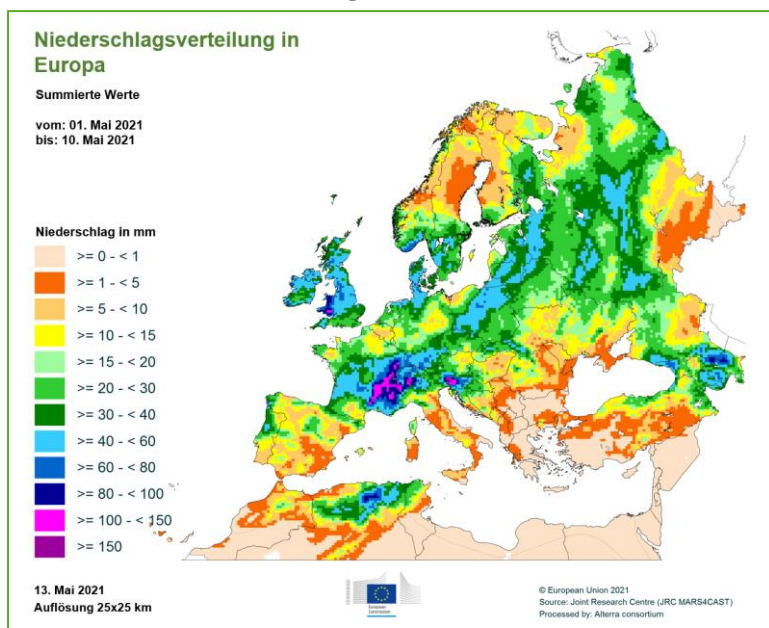 Niederschlagsverteilung in
Europa
Summierte Werte
vom: 01. Mai 2021
bis: 10. Mai 2021
Niederschlag in mm
>= 0 - < 1
>= 1 - < 5
>= 5 - < 10
>= 10 - < 15
>= 15 - < 20
>= 20 - < 30
>= 30 - < 40
>= 40 - < 60
>= 60 - < 80
>= 80 - < 100
>= 100 - < 150
>= 150
13. Mai 2021
Auflösung 25x25 km
European
Commission
© European Union 2021
Source: Joint Research Centre (JRC MARS4CAST)
Processed by: Alterra consortium